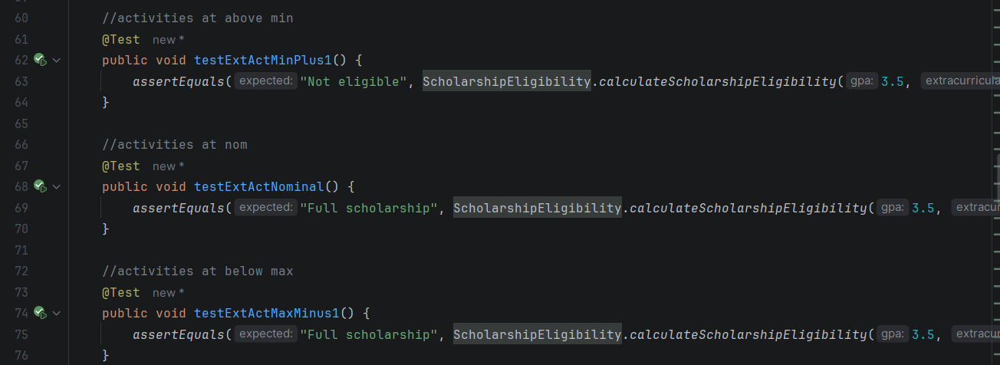 60 //activities at above min
61 @Test new *
62 public void testExtActMinPlus1() {
63 assertEquals( expected: "Not eligible", ScholarshipEligibility.calculateScholarshipEligibility( gpa: 3.5, extracurricula
64 }
65
66 //activities at nom
67 @Test new *
68 public void testExtActNominal() {
69 assertEquals( expected: "Full scholarship", ScholarshipEligibility.calculateScholarshipEligibility( gpa: 3.5, extracurr
70 }
71
72 //activities at below max
73 @Test new *
74 public void testExtActMaxMinus1() {
75 assertEquals( expected: "Full scholarship", ScholarshipEligibility.calculateScholarshipEligibility( gpa: 3.5, extracurr
76 }